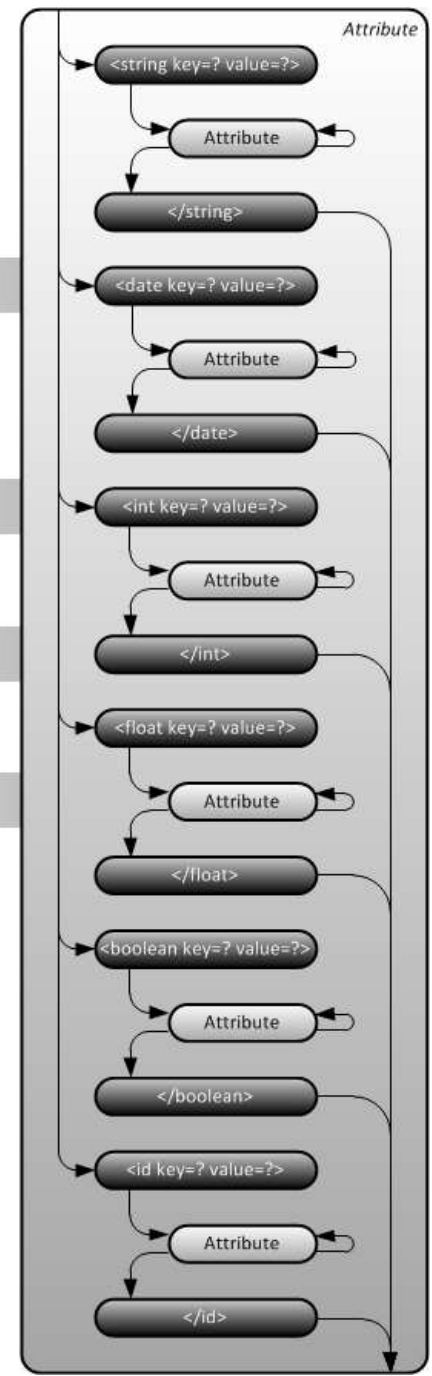 Attribute
<string key=? value=?>
Attribute
</string>
<date key=? value=?>
Attribute
</date>
<int key=? value=?>
Attribute
</int>
<float key=? value=?>
Attribute
</float>
<boolean key=? value=?>
Attribute
</boolean>
<id key=? value=?>
Attribute
</id>